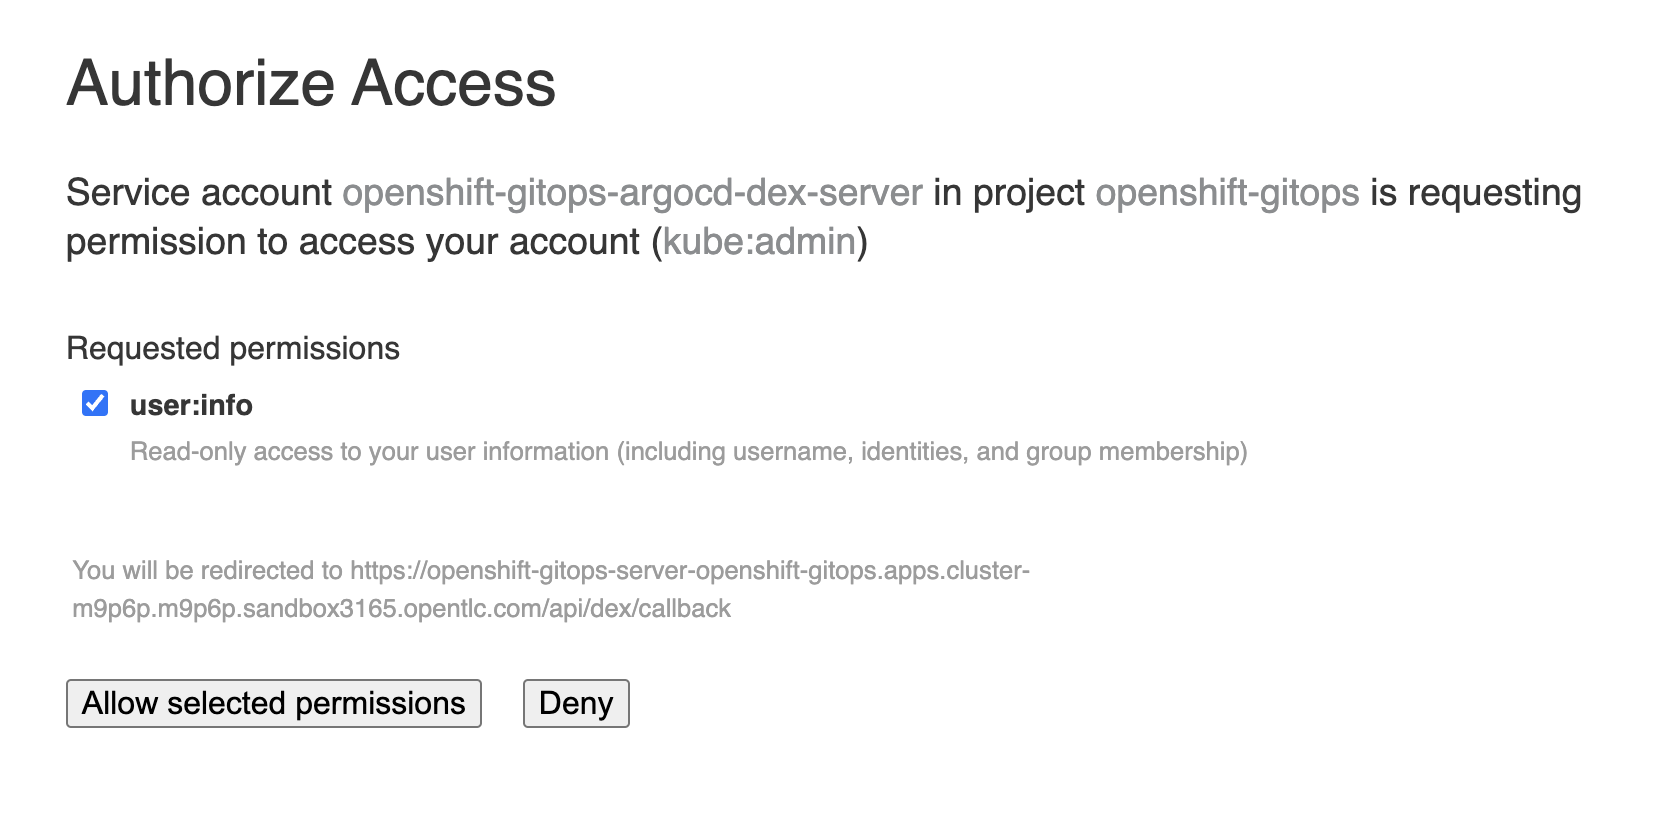 Authorize Access
Service account openshift-gitops-argocd-dex-server in project openshift-gitops is requesting
permission to access your account (kube:admin)
Requested permissions
user:info
Read-only access to your user information (including username, identities, and group membership)
You will be redirected to https://openshift-gitops-server-openshift-gitops.apps.cluster-
m9p6p.m9p6p.sandbox3165.opentlc.com/api/dex/callback
Allow selected permissions Deny